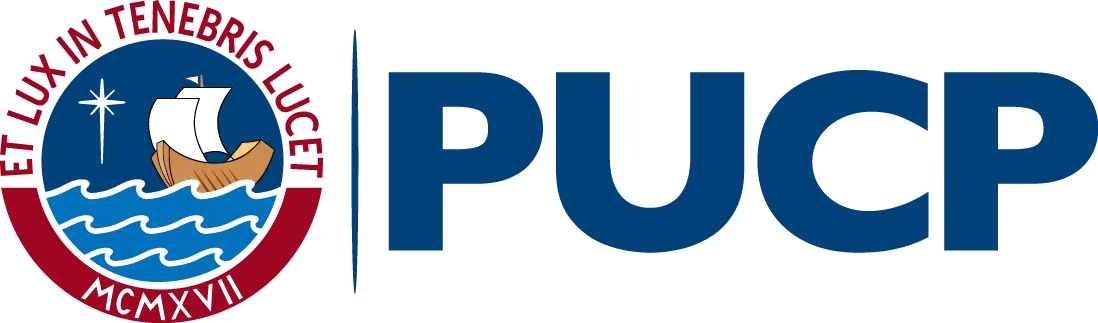 ET LUX IN TENEBRIS LUCET
MCMXVII
PUCP